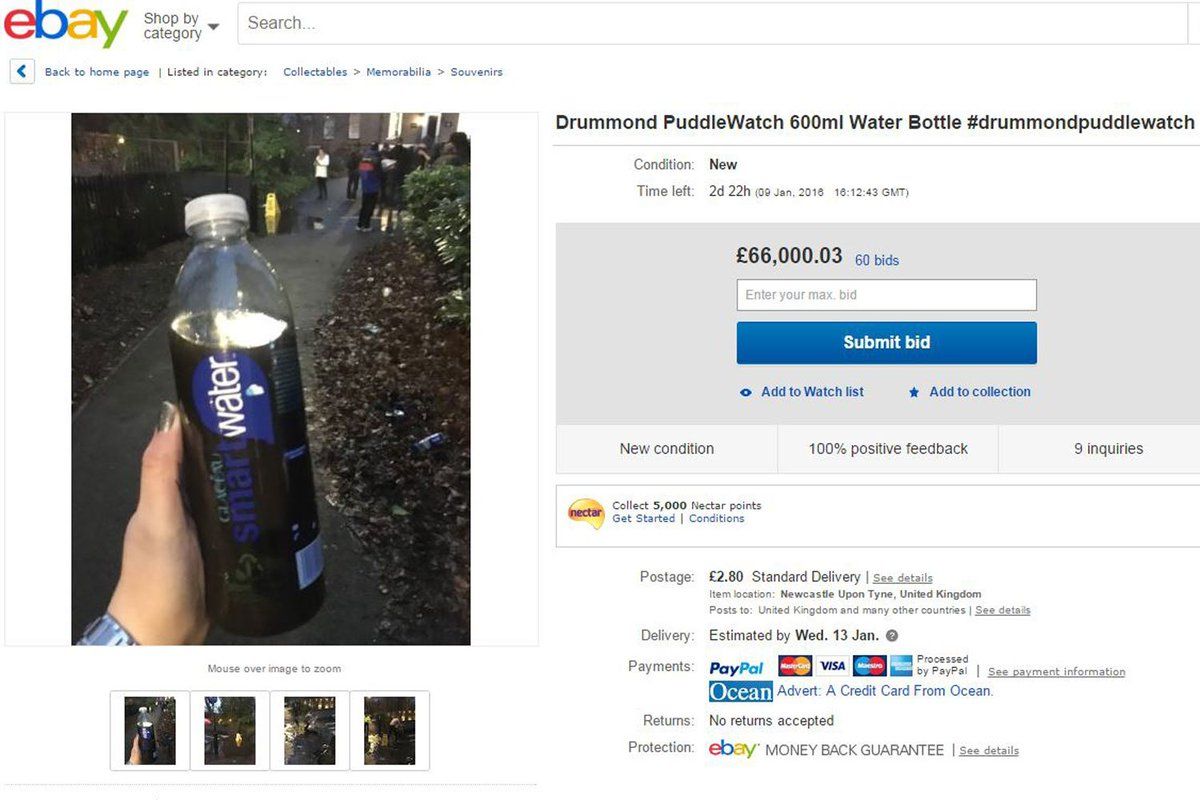 ebay
Shop by
category
Search...
Back to home page | Listed in category: Collectables > Memorabilia > Souvenirs
Drummond PuddleWatch 600ml Water Bottle #drummondpuddlewatch
Condition: New
Time left: 2d 22h (09 Jan, 2016 16:12:43 GMT)
£66,000.03 60 bids
Enter your max. bid
Submit bid
Add to Watch list Add to collection
New condition 100% positive feedback 9 inquiries
nectar
Collect 5,000 Nectar points
Get Started | Conditions
GLACEAU
smartwater
Postage: £2.80 Standard Delivery | See details
Item location: Newcastle Upon Tyne, United Kingdom
Posts to: United Kingdom and many other countries | See details
Delivery: Estimated by Wed. 13 Jan. ?
Payments: PayPal MasterCard VISA Maestro Processed
by PayPal | See payment information
Ocean Advert: A Credit Card From Ocean.
Returns: No returns accepted
Protection: ebay MONEY BACK GUARANTEE | See details
Mouse over image to zoom